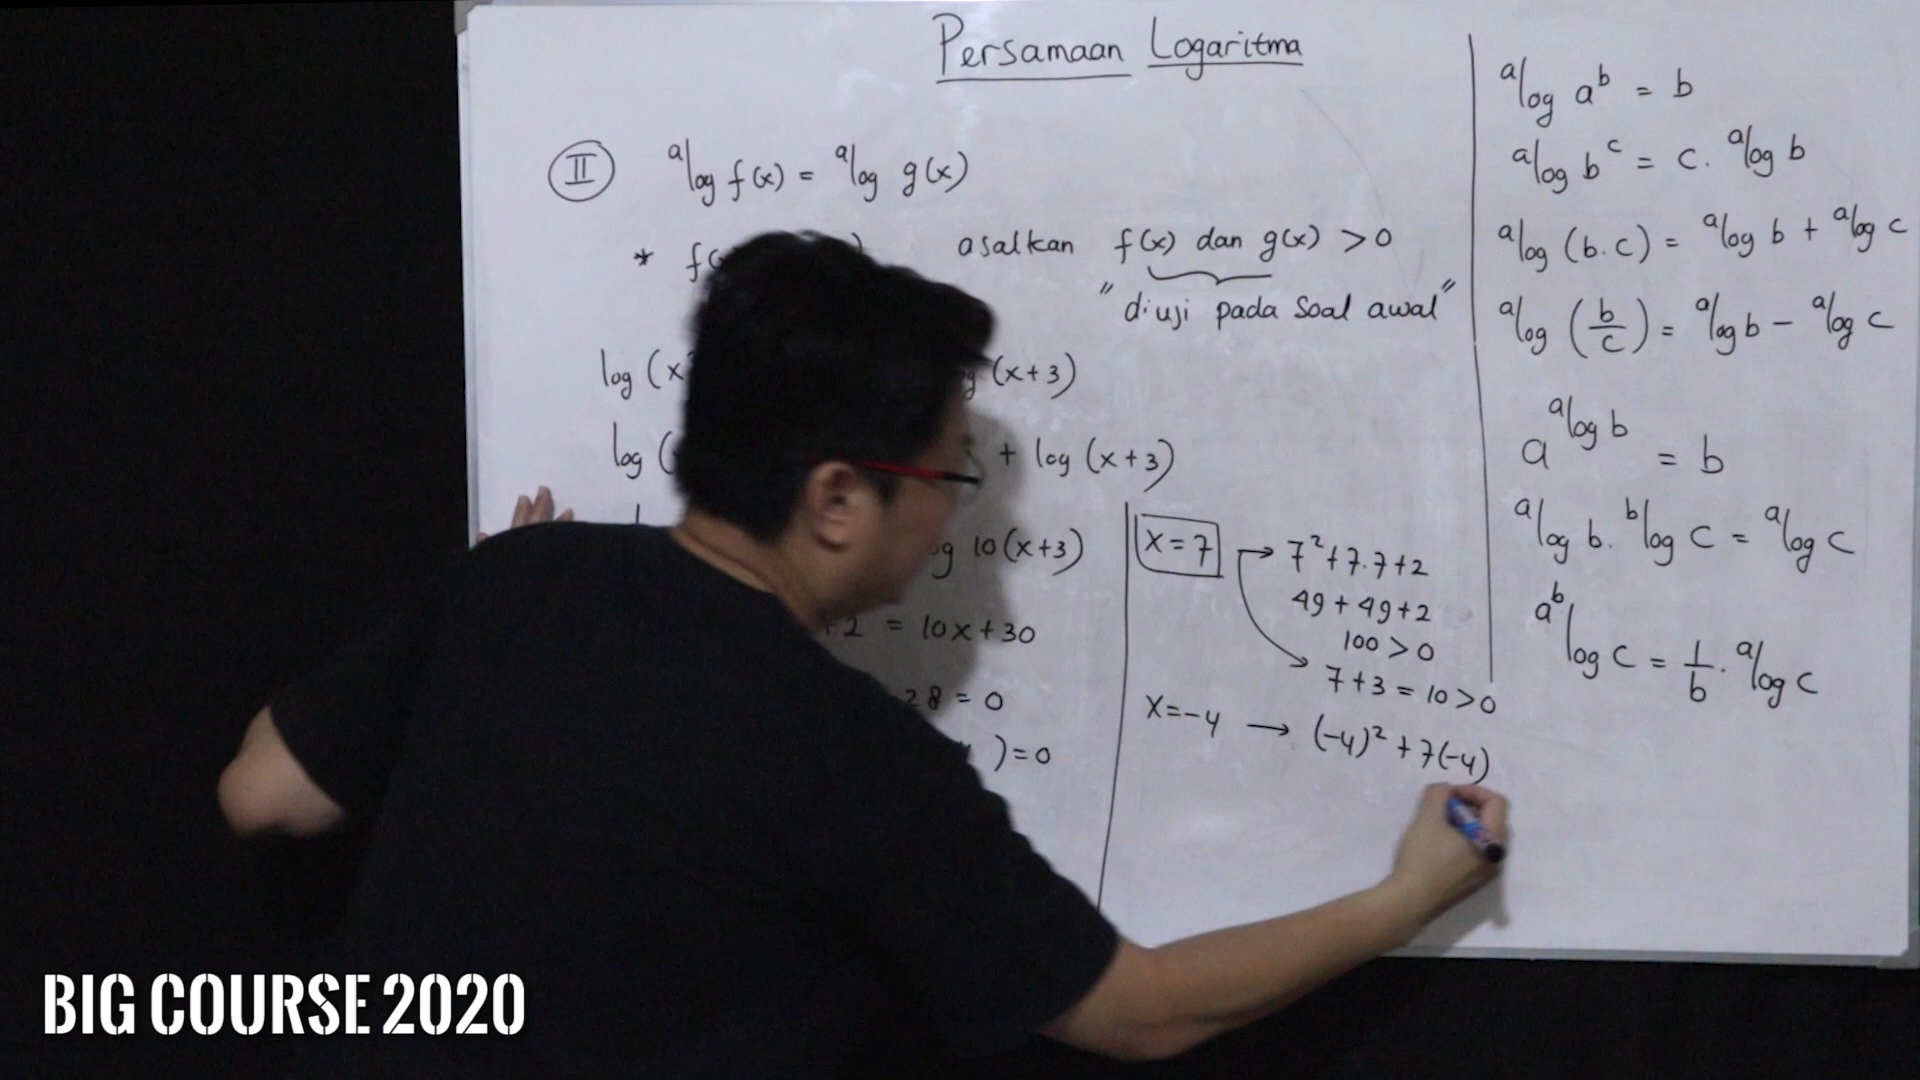 Persamaan Logaritma
II ᵃlog f(x) = ᵃlog g(x)
* f( ) asalkan f(x) dan g(x) > 0
"diuji pada Soal awal"
log (x (x+3)
log ( + log (x+3)
10(x+3)
+2 = 10x+30
28 = 0
) = 0
x = 7 → 7² + 7.7 + 2
49 + 49 + 2
100 > 0
7 + 3 = 10 > 0
x = -4 → (-4)² + 7(-4)
ᵃlog aᵇ = b
ᵃlog bᶜ = c. ᵃlog b
ᵃlog (b.c) = ᵃlog b + ᵃlog c
ᵃlog (b/c) = ᵃlog b - ᵃlog c
a^(ᵃlog b) = b
ᵃlog b. ᵇlog c = ᵃlog c
aᵇlog c = 1/b . ᵃlog c
BIG COURSE 2020